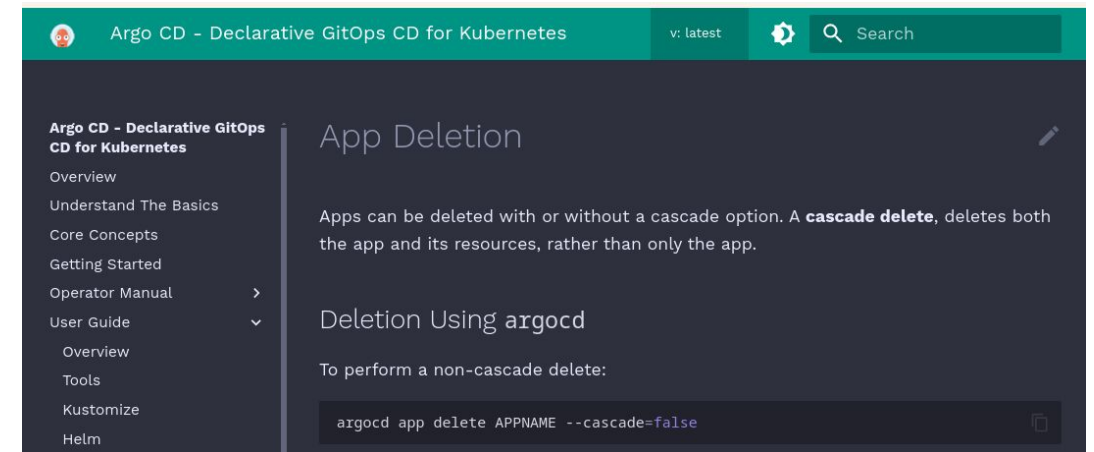 Argo CD - Declarative GitOps CD for Kubernetes
v: latest
Search
Argo CD - Declarative GitOps
CD for Kubernetes
Overview
Understand The Basics
Core Concepts
Getting Started
Operator Manual
User Guide
Overview
Tools
Kustomize
Helm
App Deletion
Apps can be deleted with or without a cascade option. A cascade delete, deletes both
the app and its resources, rather than only the app.
Deletion Using argocd
To perform a non-cascade delete:
argocd app delete APPNAME --cascade=false